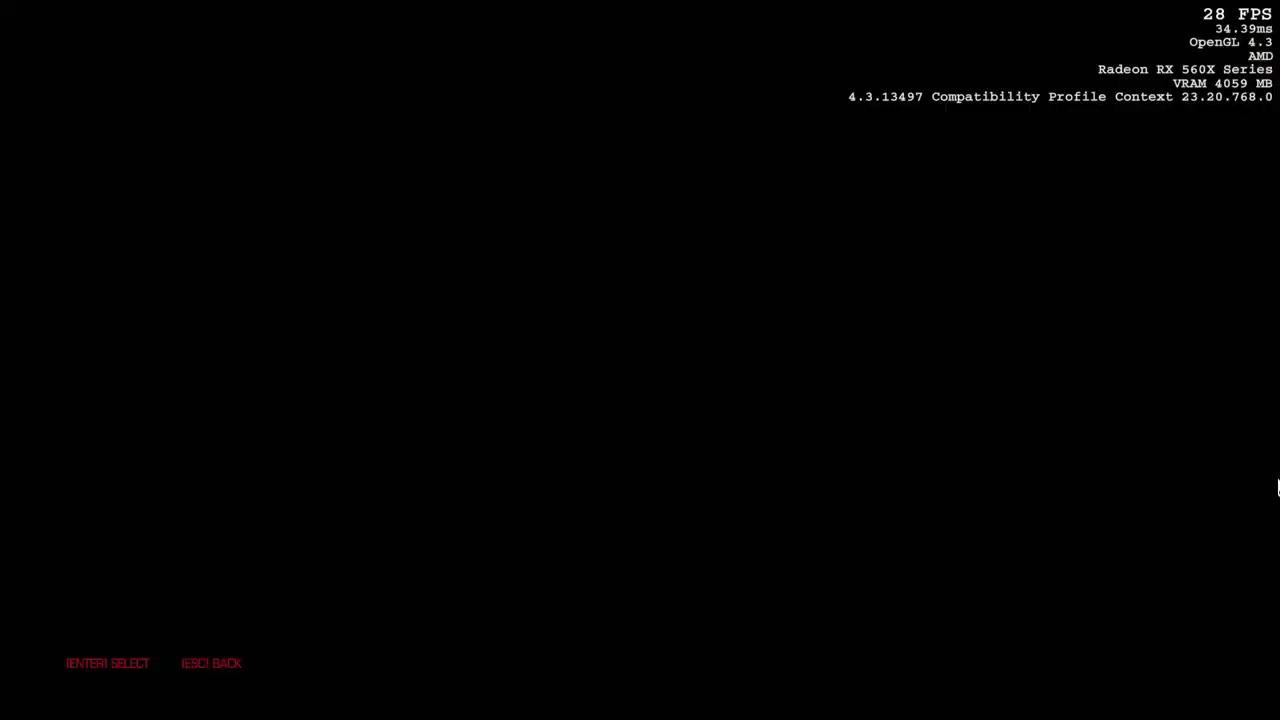 28 FPS
34.39ms
OpenGL 4.3
AMD
Radeon RX 560X Series
VRAM 4059 MB
4.3.13497 Compatibility Profile Context 23.20.768.0
[ENTER] SELECT [ESC] BACK